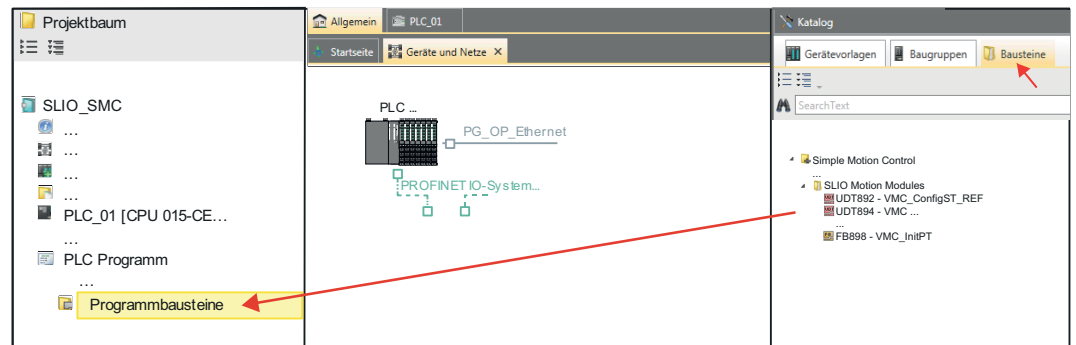 Projektbaum
SLIO_SMC
...
...
...
...
PLC_01 [CPU 015-CE...
...
PLC Programm
...
Programmbausteine
Allgemein PLC_01
Startseite Geräte und Netze ×
PLC ...
PG_OP_Ethernet
PROFINET IO-System...
Katalog
Gerätevorlagen Baugruppen Bausteine
SearchText
Simple Motion Control
...
SLIO Motion Modules
UDT892 - VMC_ConfigST_REF
UDT894 - VMC ...
...
FB898 - VMC_InitPT